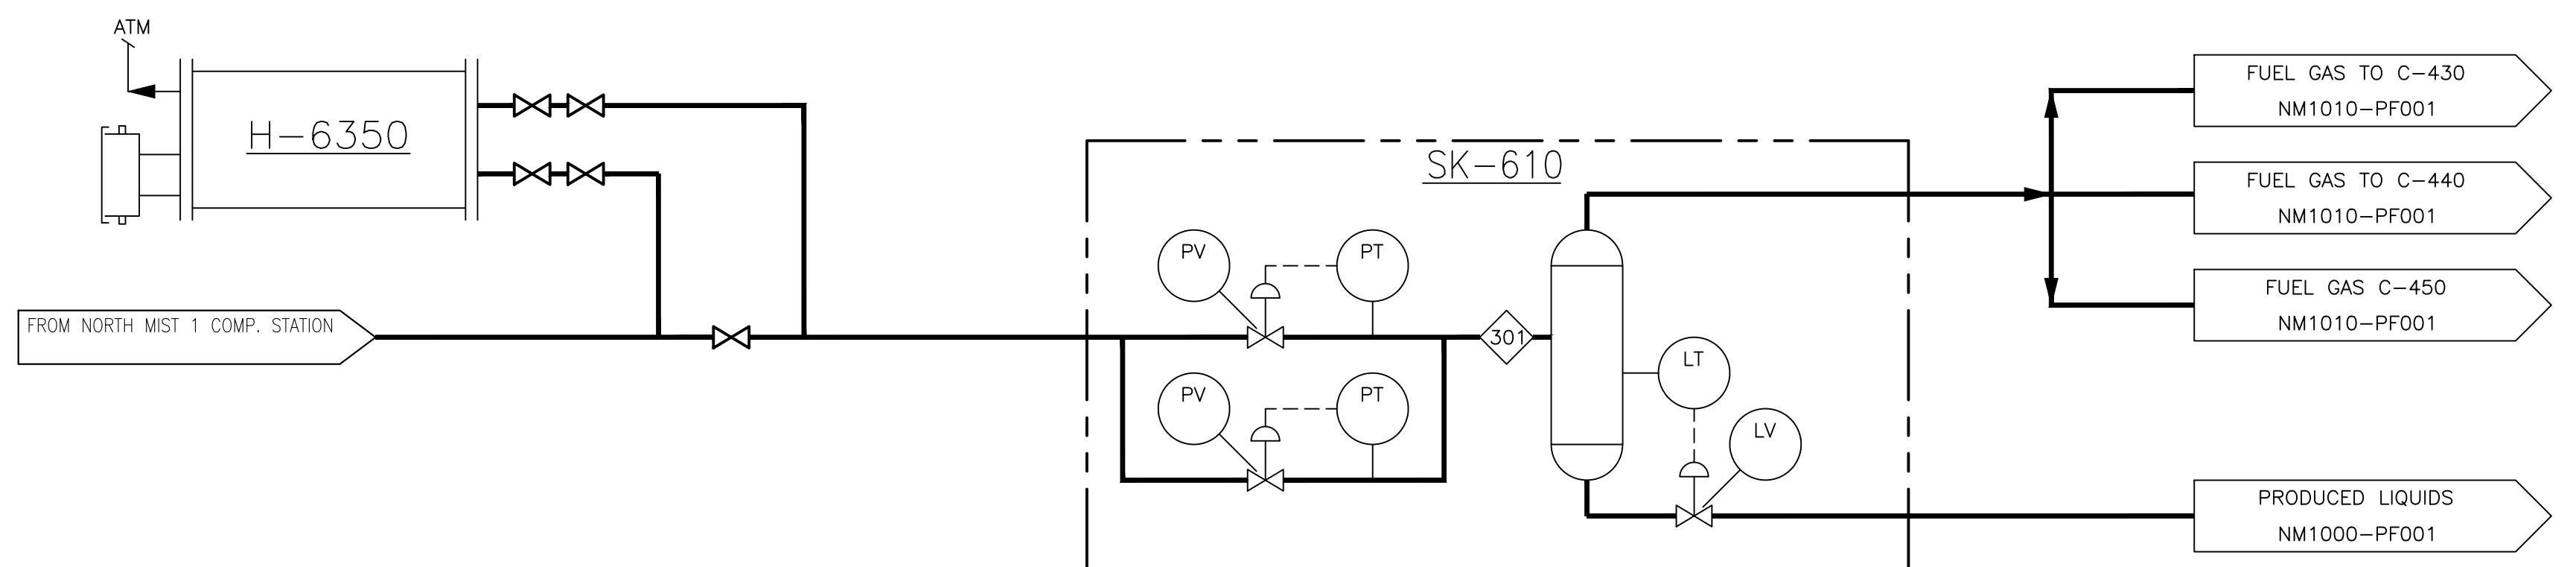 ATM
H-6350
FROM NORTH MIST 1 COMP. STATION
SK-610
PV
PT
PV
PT
301
LT
LV
FUEL GAS TO C-430
NM1010-PF001
FUEL GAS TO C-440
NM1010-PF001
FUEL GAS C-450
NM1010-PF001
PRODUCED LIQUIDS
NM1000-PF001